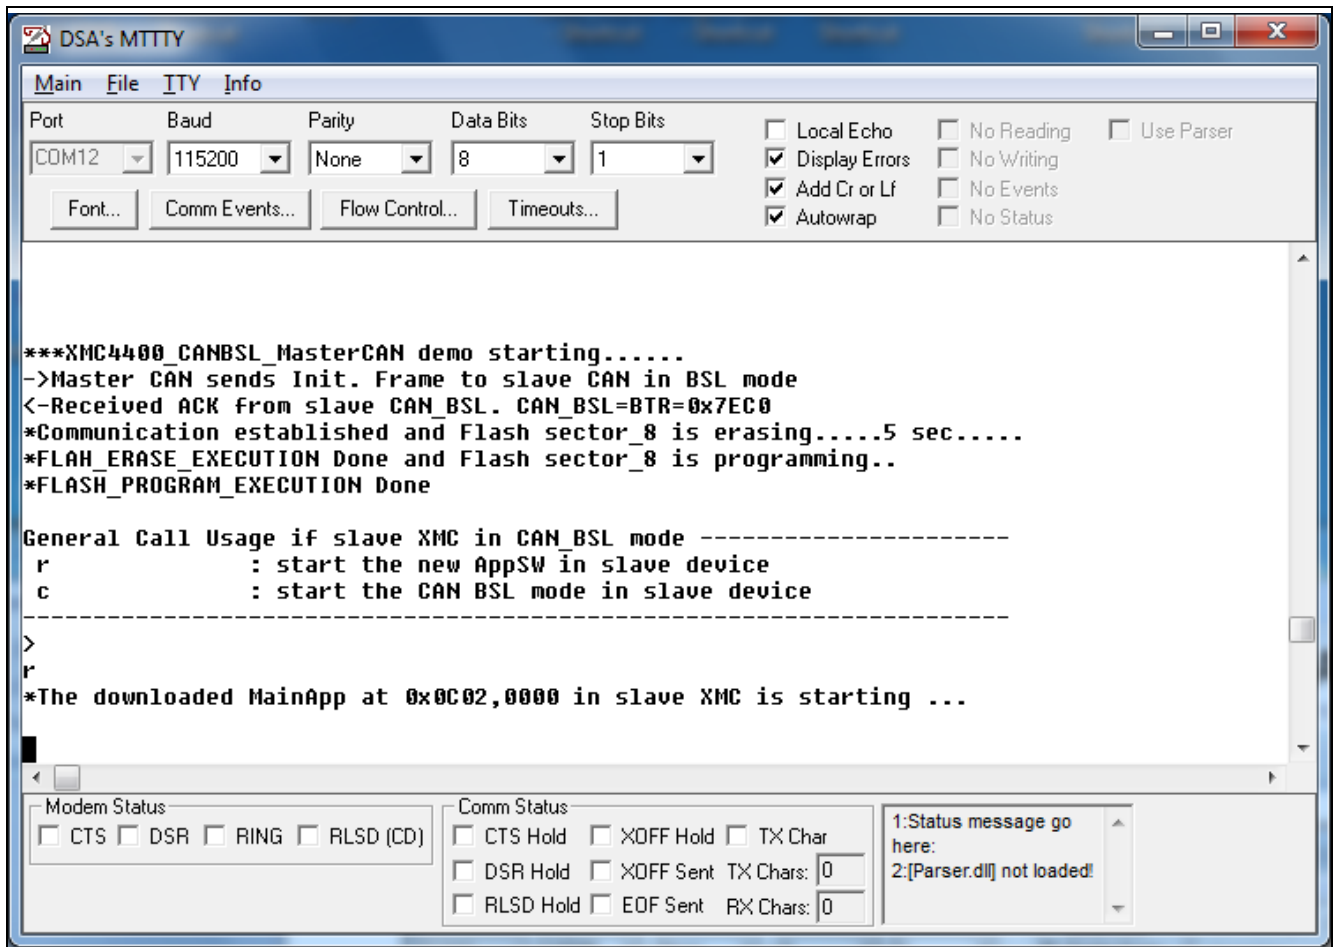 DSA's MTTTY
Main File TTY Info
Port Baud Parity Data Bits Stop Bits
COM12 115200 None 8 1
Font... Comm Events... Flow Control... Timeouts...
Local Echo No Reading Use Parser
Display Errors No Writing
Add Cr or Lf No Events
Autowrap No Status
***XMC4400_CANBSL_MasterCAN demo starting......
->Master CAN sends Init. Frame to slave CAN in BSL mode
<-Received ACK from slave CAN_BSL. CAN_BSL=BTR=0x7EC0
*Communication established and Flash sector_8 is erasing.....5 sec.....
*FLAH_ERASE_EXECUTION Done and Flash sector_8 is programming..
*FLASH_PROGRAM_EXECUTION Done
General Call Usage if slave XMC in CAN_BSL mode ----------------------
r : start the new AppSW in slave device
c : start the CAN BSL mode in slave device
----------------------------------------------------------------------
>
r
*The downloaded MainApp at 0x0C02,0000 in slave XMC is starting ...
Modem Status
CTS DSR RING RLSD (CD)
Comm Status
CTS Hold XOFF Hold TX Char
DSR Hold XOFF Sent TX Chars: 0
RLSD Hold EOF Sent RX Chars: 0
1:Status message go
here:
2:[Parser.dll] not loaded!